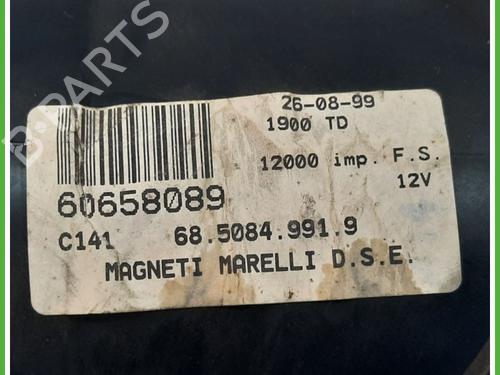 26-08-99
1900 TD
12000 imp. F.S.
12V
60658089
C141 68.5084.991.9
MAGNETI MARELLI D.S.E.
B-PARTS